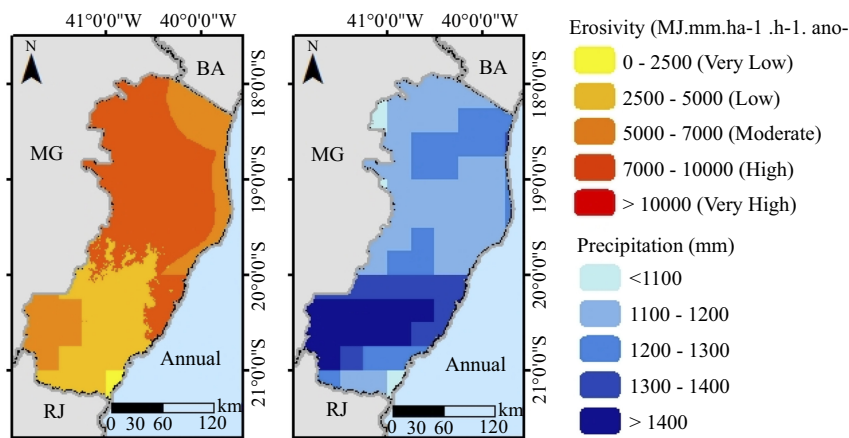 41°0'0"W 40°0'0"W
N
BA
MG
18°0'0"S
19°0'0"S
20°0'0"S
21°0'0"S
Annual
RJ
km
0 30 60 120
41°0'0"W 40°0'0"W
N
BA
MG
18°0'0"S
19°0'0"S
20°0'0"S
21°0'0"S
Annual
RJ
km
0 30 60 120
Erosivity (MJ.mm.ha-1 .h-1. ano-
0 - 2500 (Very Low)
2500 - 5000 (Low)
5000 - 7000 (Moderate)
7000 - 10000 (High)
> 10000 (Very High)
Precipitation (mm)
<1100
1100 - 1200
1200 - 1300
1300 - 1400
> 1400